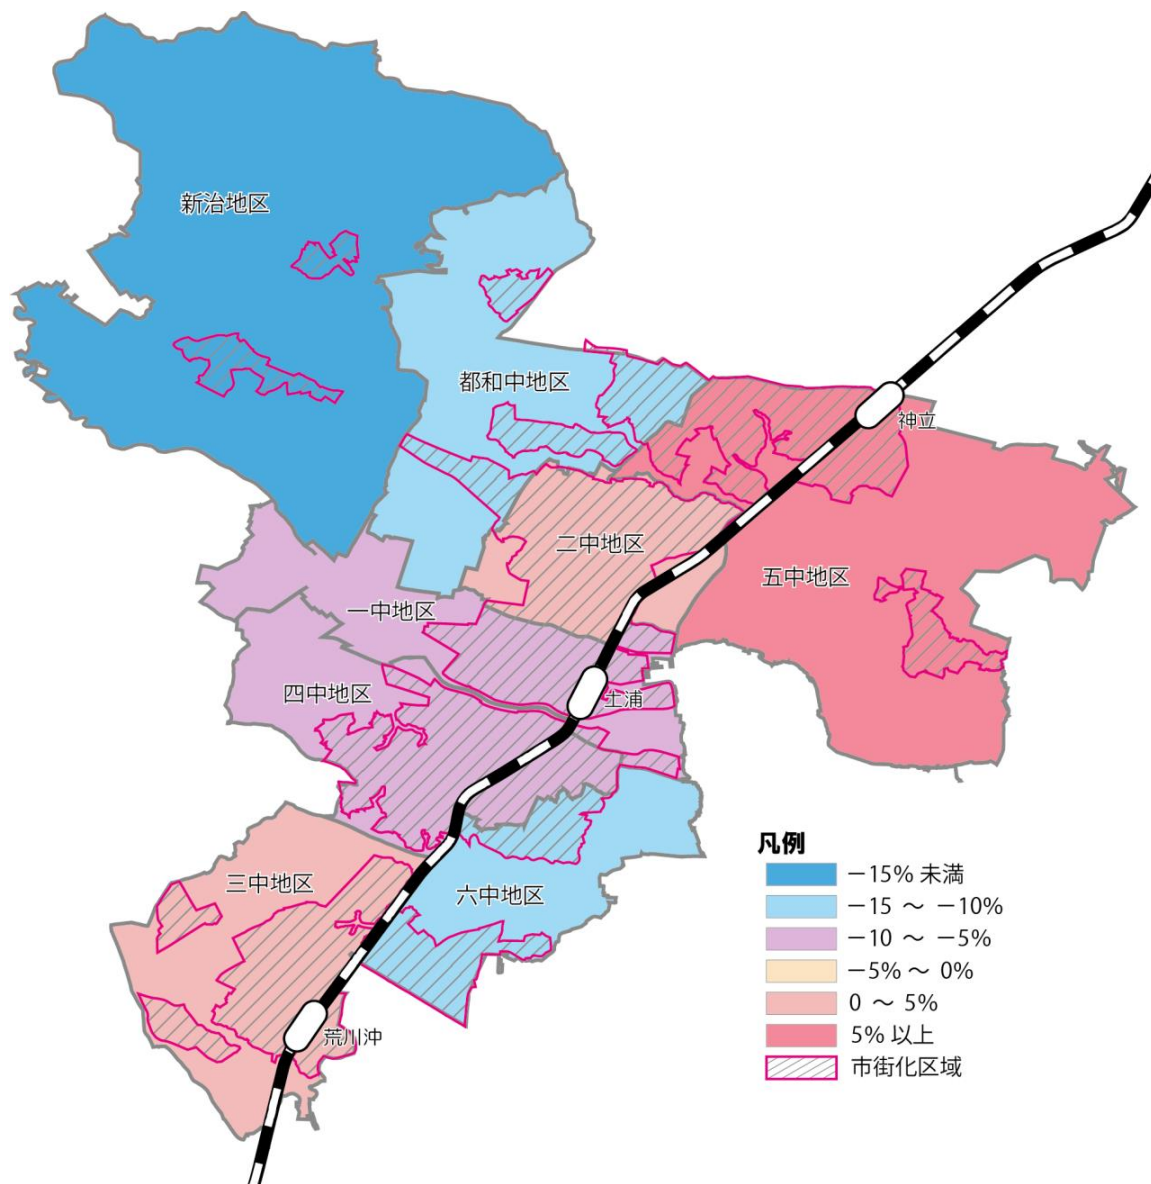 新治地区
都和中地区
神立
二中地区
五中地区
一中地区
四中地区
土浦
三中地区
六中地区
荒川沖
凡例
－15% 未満
－15 ～ －10%
－10 ～ －5%
－5% ～ 0%
0 ～ 5%
5% 以上
市街化区域